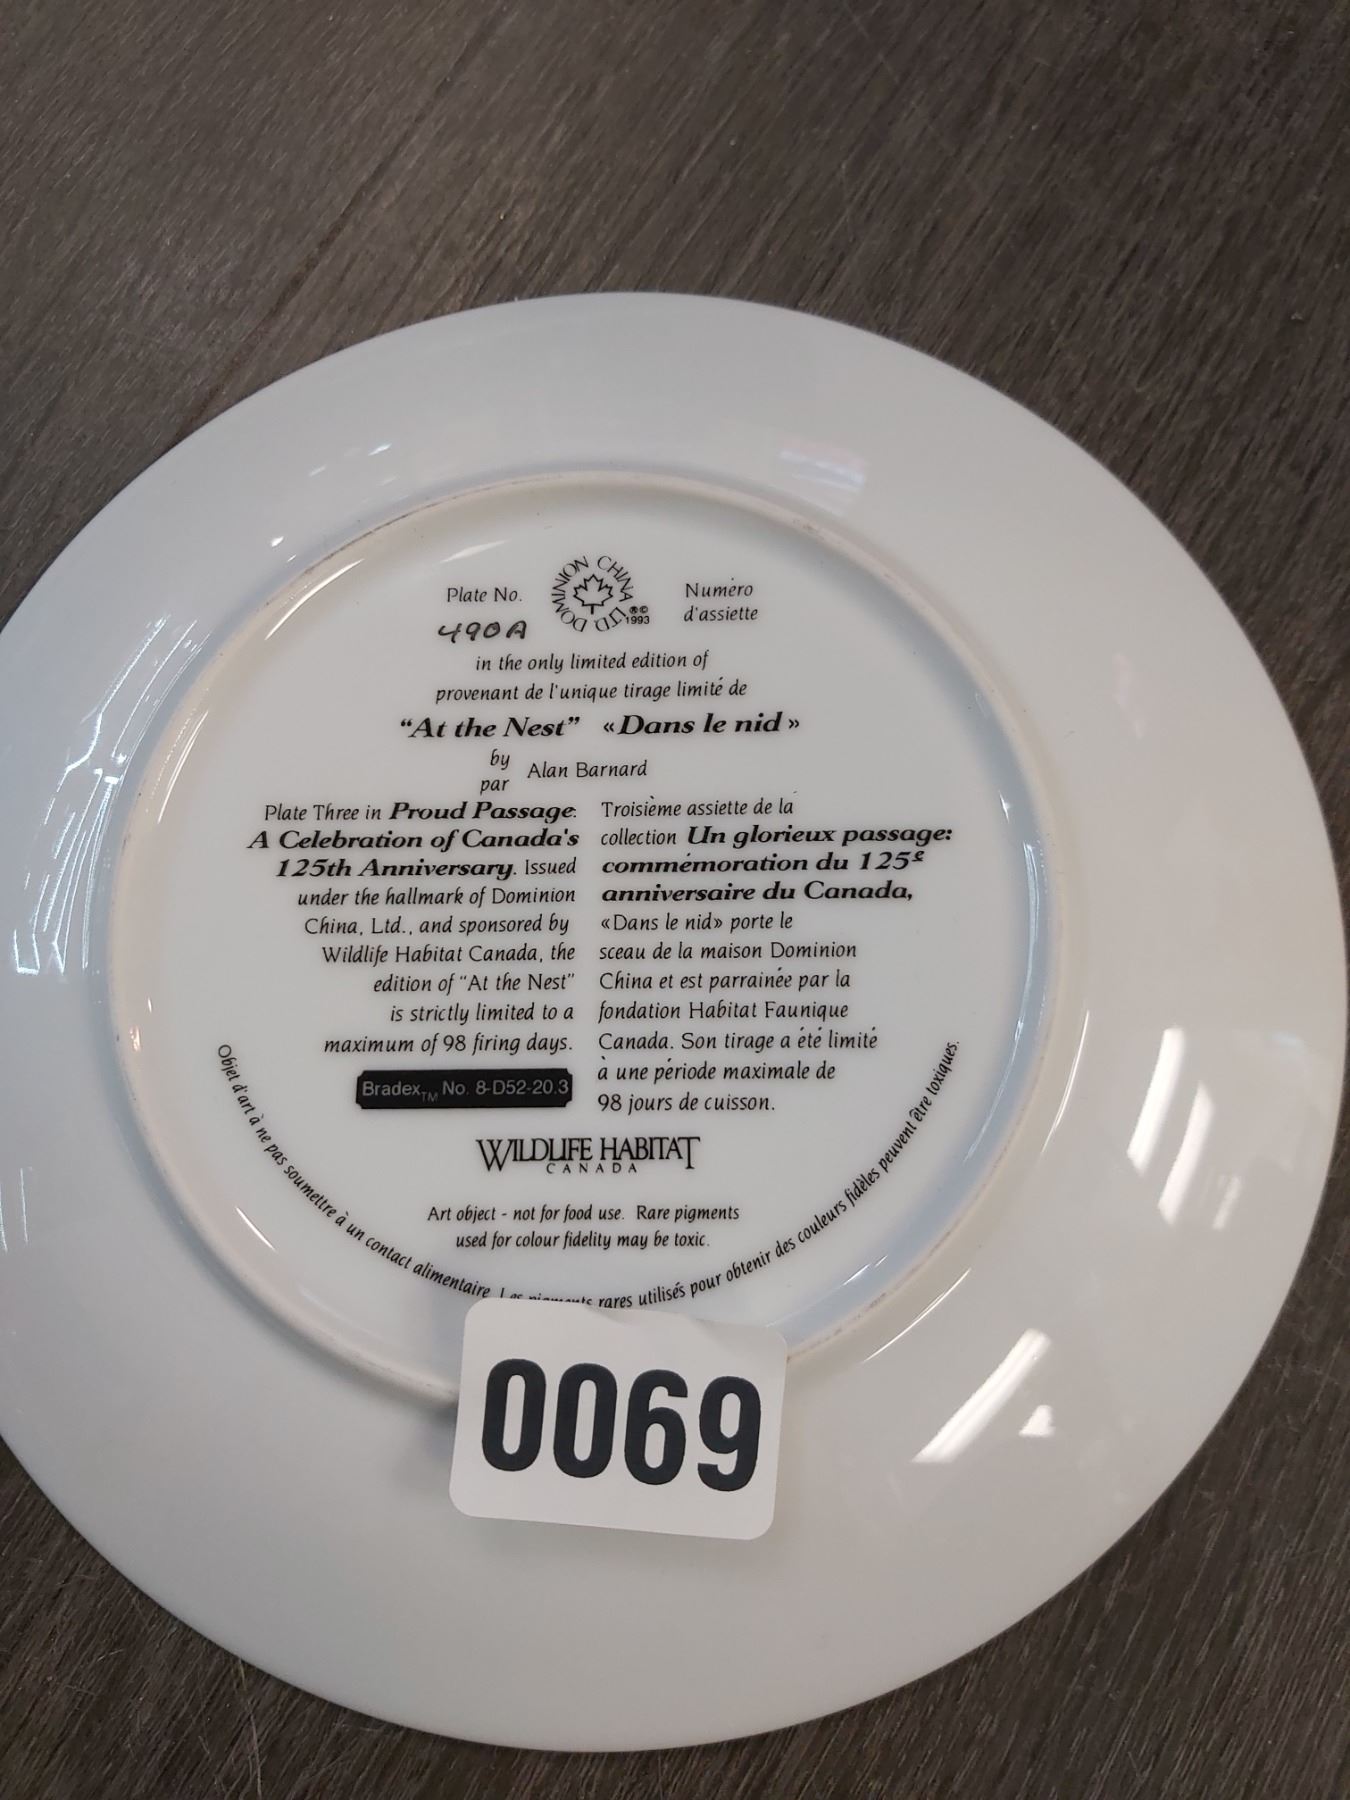 Plate No.
490A
DOMINION CHINA LTD
®©
1993
Numéro
d'assiette
in the only limited edition of
provenant de l'unique tirage limité de
“At the Nest” «Dans le nid»
by
par
Alan Barnard
Plate Three in Proud Passage:
A Celebration of Canada's
125th Anniversary. Issued
under the hallmark of Dominion
China, Ltd., and sponsored by
Wildlife Habitat Canada, the
edition of “At the Nest”
is strictly limited to a
maximum of 98 firing days.
Bradex™ No. 8-D52-20.3
Troisième assiette de la
collection Un glorieux passage:
commémoration du 125e
anniversaire du Canada,
«Dans le nid» porte le
sceau de la maison Dominion
China et est parrainée par la
fondation Habitat Faunique
Canada. Son tirage a été limité
à une période maximale de
98 jours de cuisson.
WILDLIFE HABITAT
CANADA
Art object - not for food use. Rare pigments
used for colour fidelity may be toxic.
Objet d'art à ne pas soumettre à un contact alimentaire. Les pigments rares utilisés pour obtenir des couleurs fidèles peuvent être toxiques.
0069